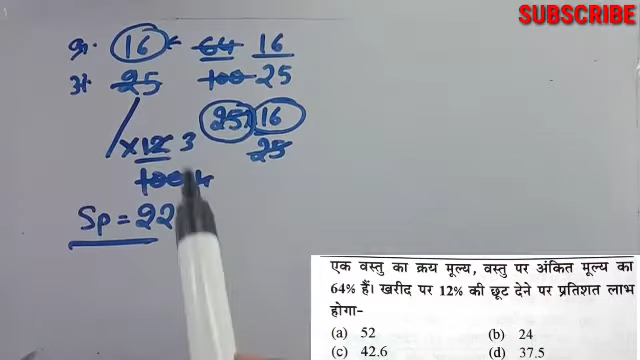 SUBSCRIBE
क्र. 16 64 16
अं 25 100 25
25) 16
25
×12 3
100 4
SP = 22
एक वस्तु का क्रय मूल्य, वस्तु पर अंकित मूल्य का
64% हैं। खरीद पर 12% की छूट देने पर प्रतिशत लाभ
होगा-
(a) 52 (b) 24
(c) 42.6 (d) 37.5